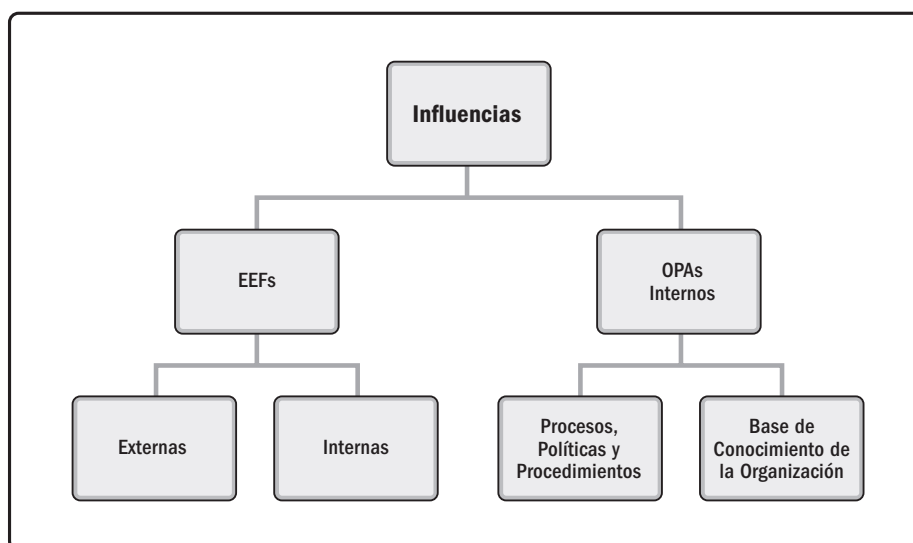 Influencias
EEFs
OPAs
Internos
Externas
Internas
Procesos,
Políticas y
Procedimientos
Base de
Conocimiento de
la Organización